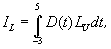 I_L = ∫_{-3}^{5} D(t) L_U dt,